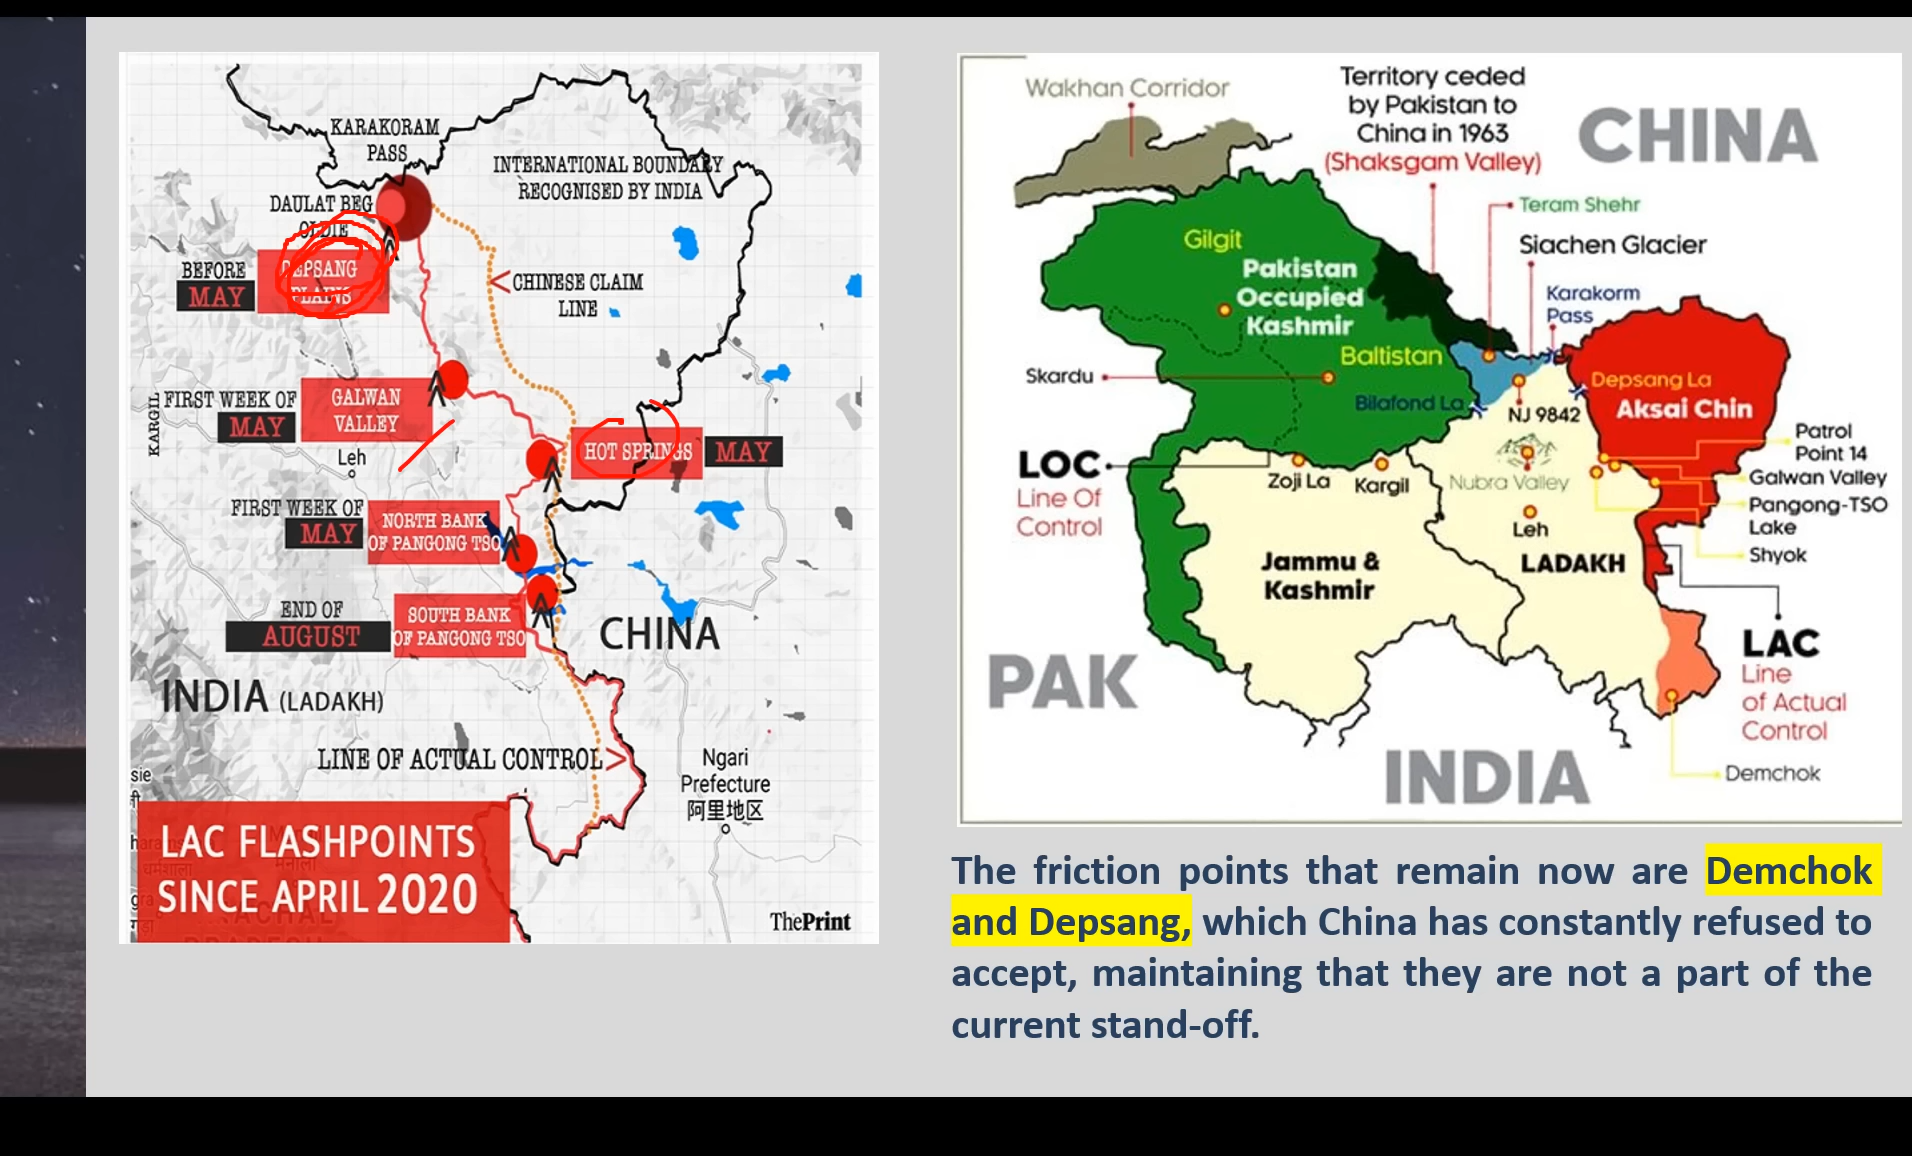 KARAKORAM
PASS
INTERNATIONAL BOUNDARY
RECOGNISED BY INDIA
DAULAT BEG
OLDIE
BEFORE
MAY
DEPSANG
PLAINS
CHINESE CLAIM
LINE
FIRST WEEK OF
MAY
GALWAN
VALLEY
KARGIL
Leh
HOT SPRINGS
MAY
FIRST WEEK OF
MAY
NORTH BANK
OF PANGONG TSO
END OF
AUGUST
SOUTH BANK
OF PANGONG TSO
CHINA
INDIA (LADAKH)
LINE OF ACTUAL CONTROL
Ngari
Prefecture
阿里地区
sie
LAC FLASHPOINTS
SINCE APRIL 2020
ThePrint
Wakhan Corridor
Territory ceded
by Pakistan to
China in 1963
(Shaksgam Valley)
CHINA
Teram Shehr
Siachen Glacier
Karakorm
Pass
Gilgit
Pakistan
Occupied
Kashmir
Baltistan
Skardu
Bilafond La
NJ 9842
Depsang La
Aksai Chin
Patrol
Point 14
Galwan Valley
Pangong-TSO
Lake
Shyok
LOC
Line Of
Control
Zoji La
Kargil
Nubra Valley
Leh
LADAKH
Jammu &
Kashmir
LAC
Line
of Actual
Control
PAK
INDIA
Demchok
The friction points that remain now are Demchok
and Depsang, which China has constantly refused to
accept, maintaining that they are not a part of the
current stand-off.